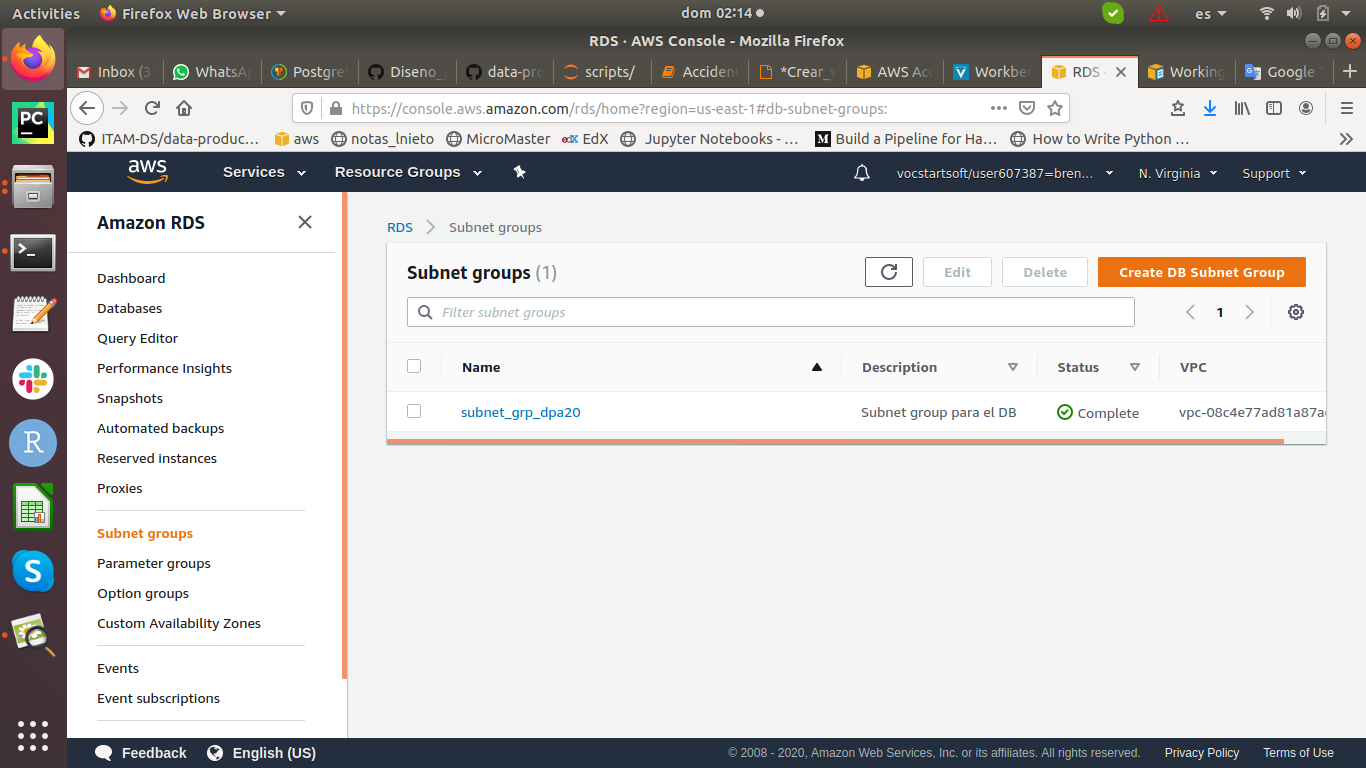 Activities Firefox Web Browser dom 02:14 es
RDS · AWS Console - Mozilla Firefox
Inbox (3 WhatsA Postgre Diseno_ data-pro scripts/ Acciden *Crear_v AWS Acc Workbe RDS · Working Google T
https://console.aws.amazon.com/rds/home?region=us-east-1#db-subnet-groups:
ITAM-DS/data-produc… aws notas_lnieto MicroMaster edX EdX Jupyter Notebooks - … Build a Pipeline for Ha… How to Write Python …
aws Services Resource Groups vocstartsoft/user607387=bren... N. Virginia Support
Amazon RDS
Dashboard
Databases
Query Editor
Performance Insights
Snapshots
Automated backups
Reserved instances
Proxies
Subnet groups
Parameter groups
Option groups
Custom Availability Zones
Events
Event subscriptions
RDS Subnet groups
Subnet groups (1) Edit Delete Create DB Subnet Group
Filter subnet groups 1
Name Description Status VPC
subnet_grp_dpa20 Subnet group para el DB Complete vpc-08c4e77ad81a87a
PC
R
S
Feedback English (US) © 2008 - 2020, Amazon Web Services, Inc. or its affiliates. All rights reserved. Privacy Policy Terms of Use